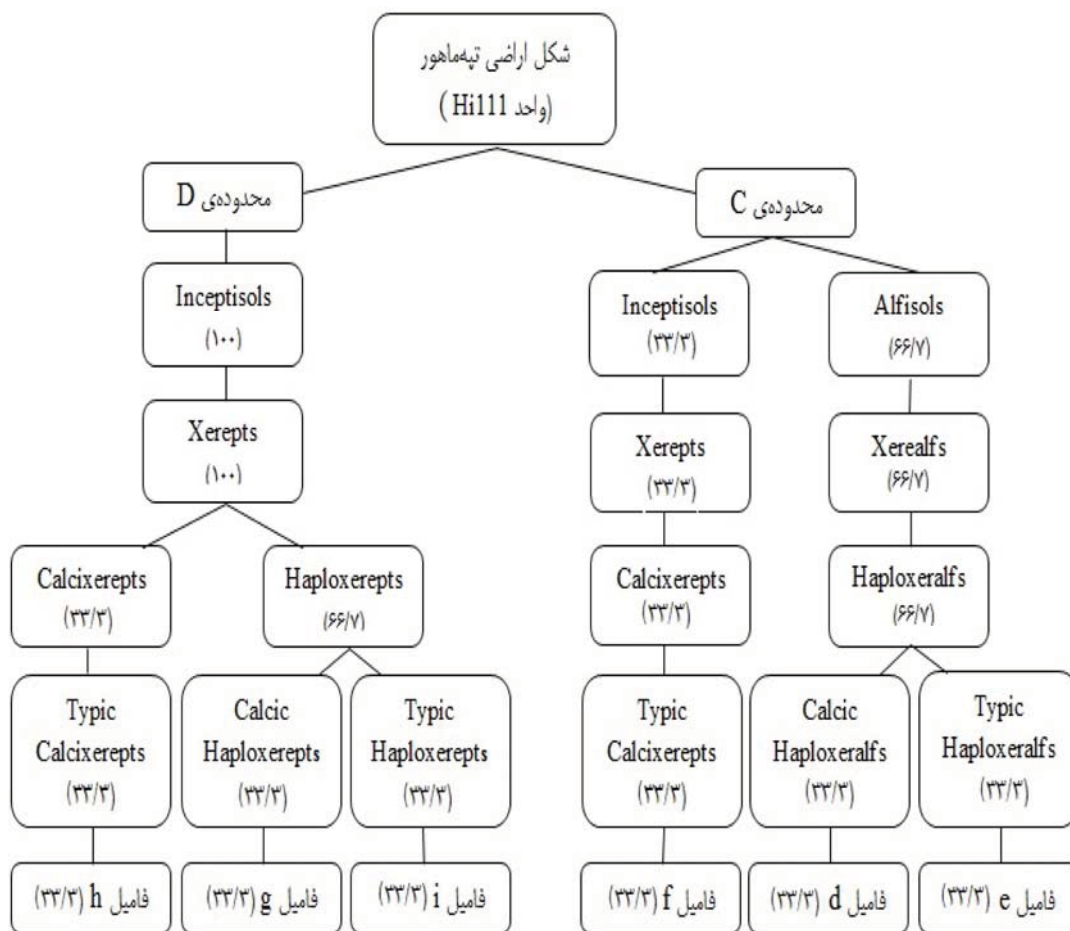 شکل اراضی تپه‌ماهور
(واحد Hi111 )
محدوده‌ی D
محدوده‌ی C
Inceptisols
(۱۰۰)
Inceptisols
(۳۳/۳)
Alfisols
(۶۶/۷)
Xerepts
(۱۰۰)
Xerepts
(۳۳/۳)
Xerealfs
(۶۶/۷)
Calcixerepts
(۳۳/۳)
Haploxerepts
(۶۶/۷)
Calcixerepts
(۳۳/۳)
Haploxeralfs
(۶۶/۷)
Typic
Calcixerepts
(۳۳/۳)
Calcic
Haploxerepts
(۳۳/۳)
Typic
Haploxerepts
(۳۳/۳)
Typic
Calcixerepts
(۳۳/۳)
Calcic
Haploxeralfs
(۳۳/۳)
Typic
Haploxeralfs
(۳۳/۳)
فامیل h (۳۳/۳)
فامیل g (۳۳/۳)
فامیل i (۳۳/۳)
فامیل f (۳۳/۳)
فامیل d (۳۳/۳)
فامیل e (۳۳/۳)